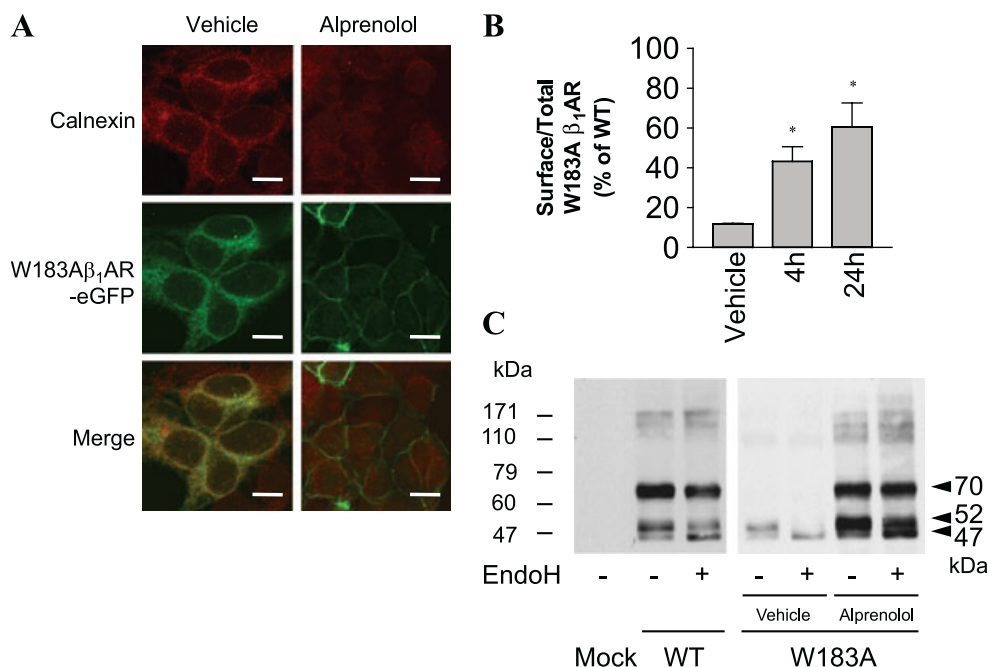 A
Vehicle Alprenolol
Calnexin
W183Aβ₁AR
-eGFP
Merge
B
Surface/Total
W183A β₁AR
(% of WT)
100
80
60
40
20
0
*
*
Vehicle
4h
24h
C
kDa
171
110
79
60
47
70
52
47
kDa
EndoH - - + - + - +
Vehicle Alprenolol
Mock WT W183A